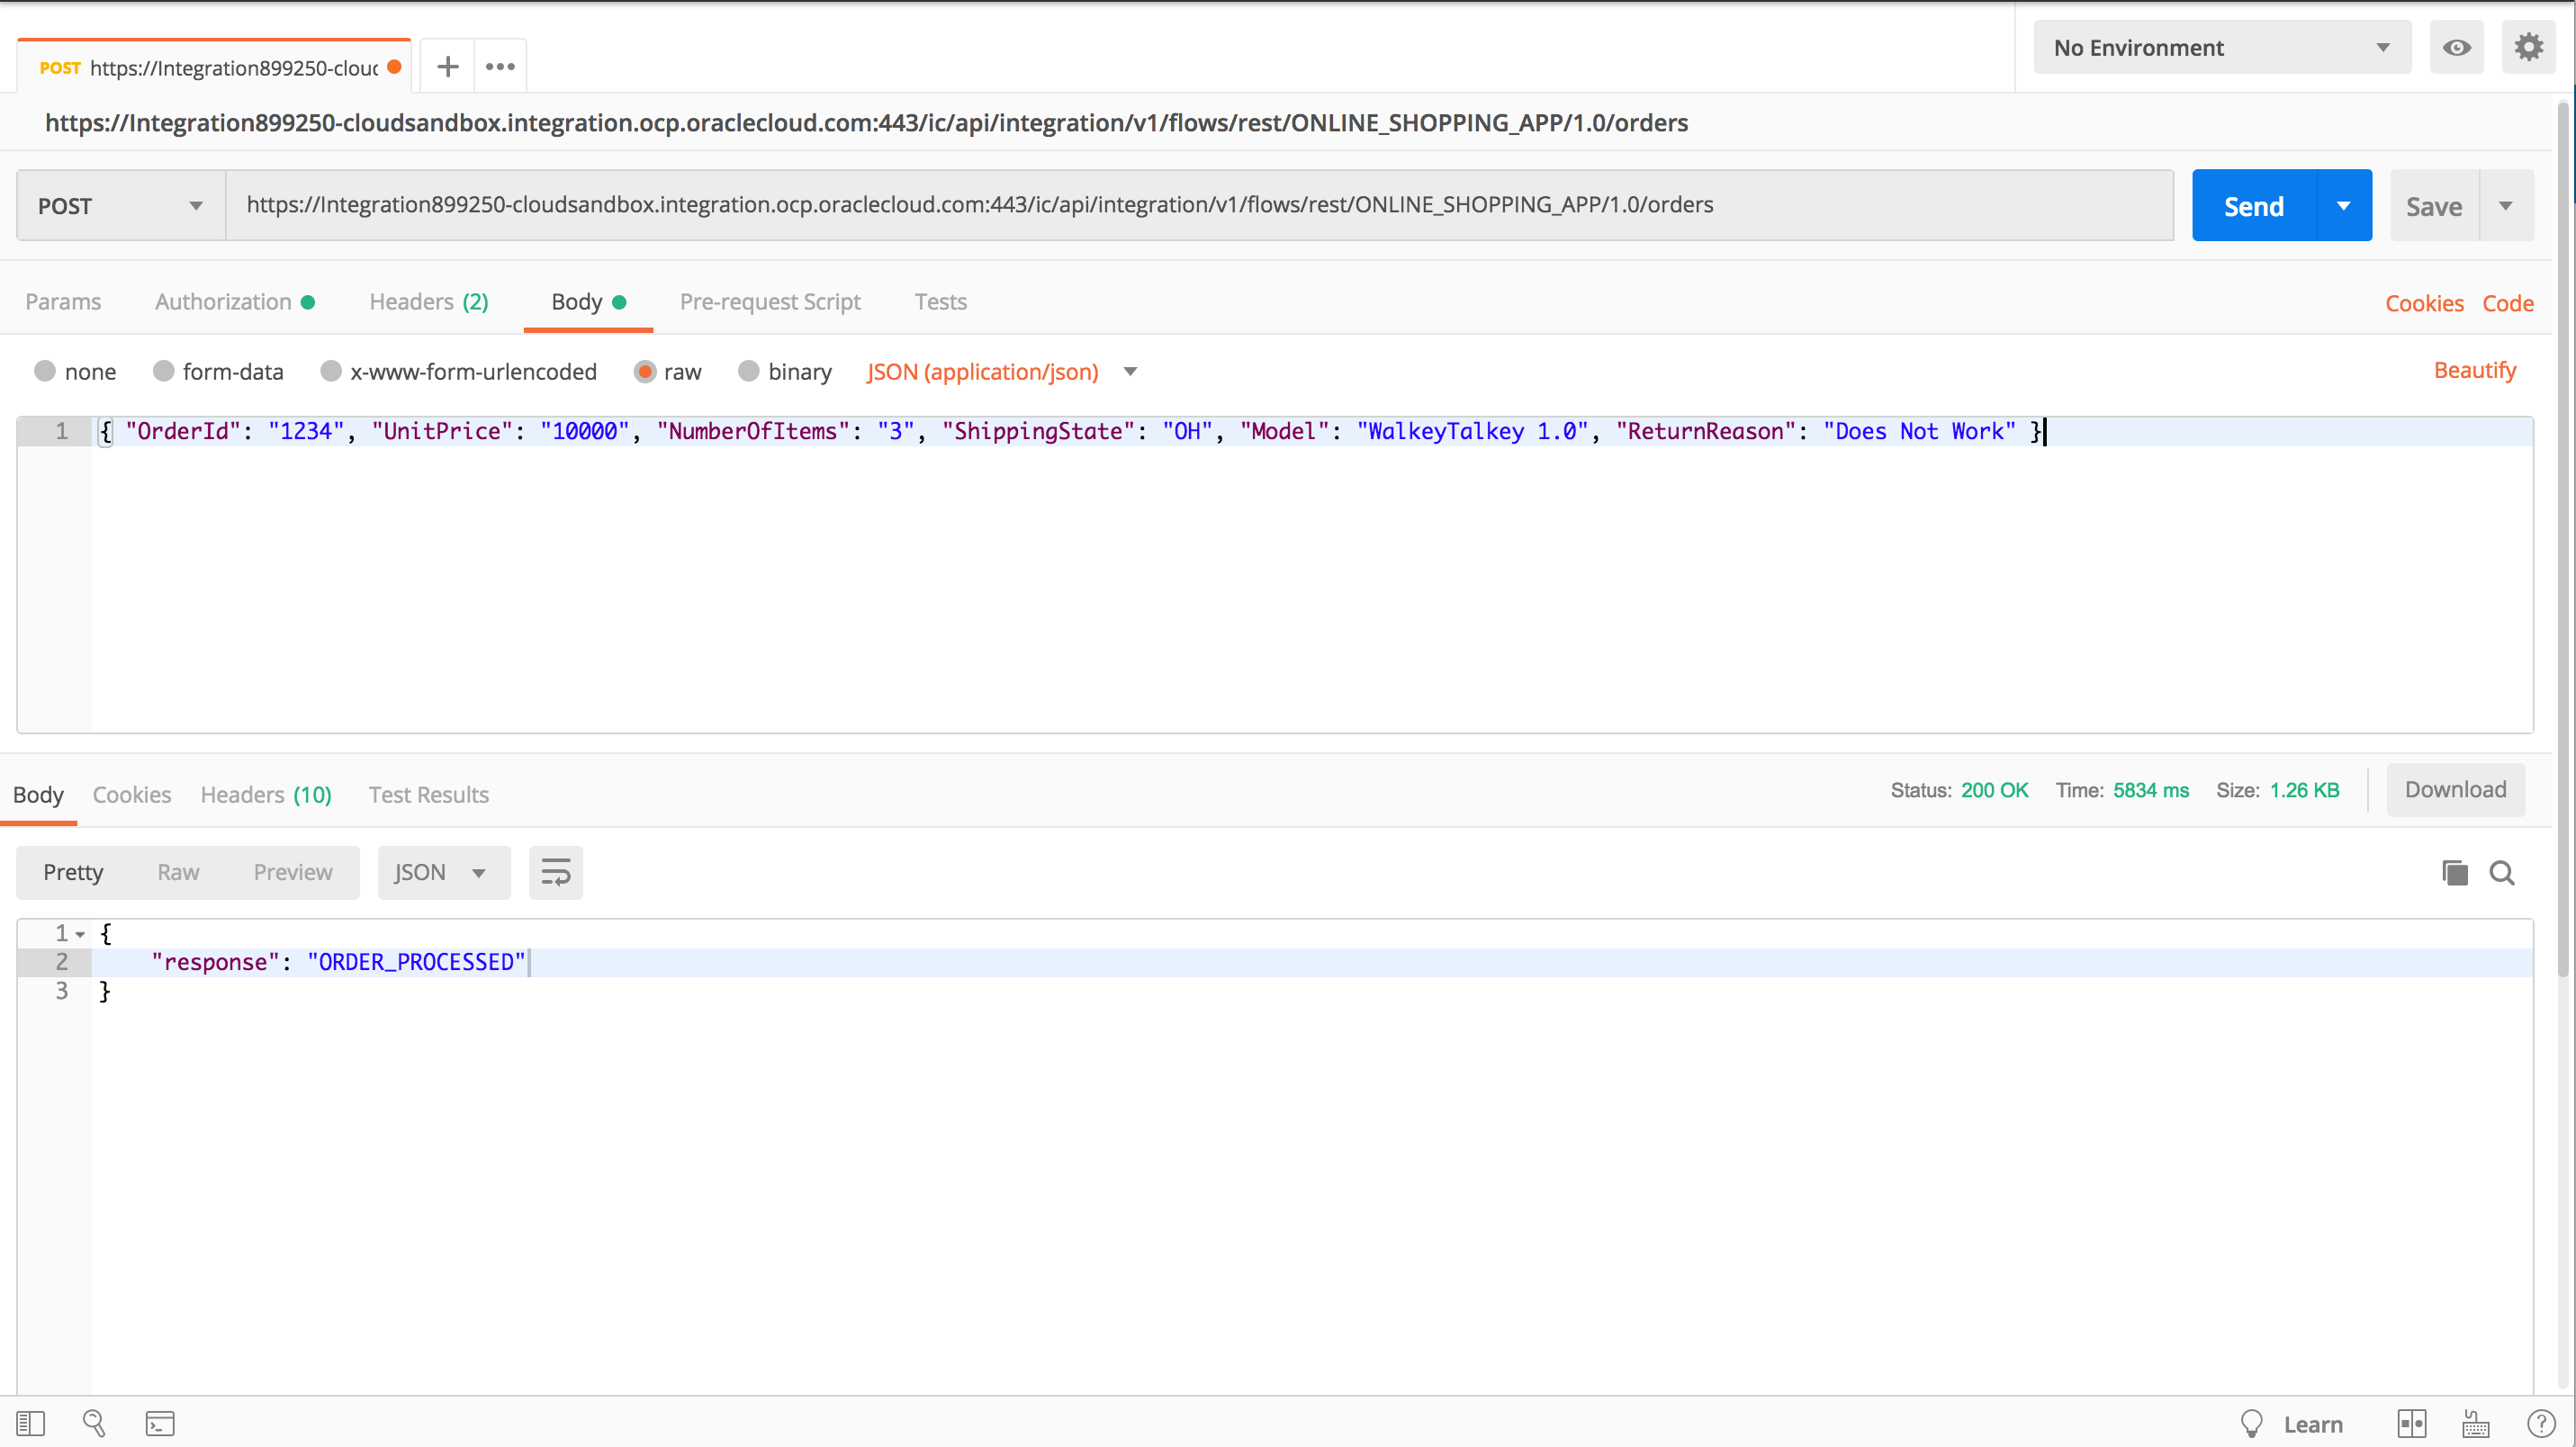 POST https://Integration899250-clouc
No Environment
https://Integration899250-cloudsandbox.integration.ocp.oraclecloud.com:443/ic/api/integration/v1/flows/rest/ONLINE_SHOPPING_APP/1.0/orders
POST https://Integration899250-cloudsandbox.integration.ocp.oraclecloud.com:443/ic/api/integration/v1/flows/rest/ONLINE_SHOPPING_APP/1.0/orders Send Save
Params Authorization Headers (2) Body Pre-request Script Tests Cookies Code
none form-data x-www-form-urlencoded raw binary JSON (application/json) Beautify
1 { "OrderId": "1234", "UnitPrice": "10000", "NumberOfItems": "3", "ShippingState": "OH", "Model": "WalkeyTalkey 1.0", "ReturnReason": "Does Not Work" }
Body Cookies Headers (10) Test Results Status: 200 OK Time: 5834 ms Size: 1.26 KB Download
Pretty Raw Preview JSON
1 {
2 "response": "ORDER_PROCESSED"
3 }
Learn